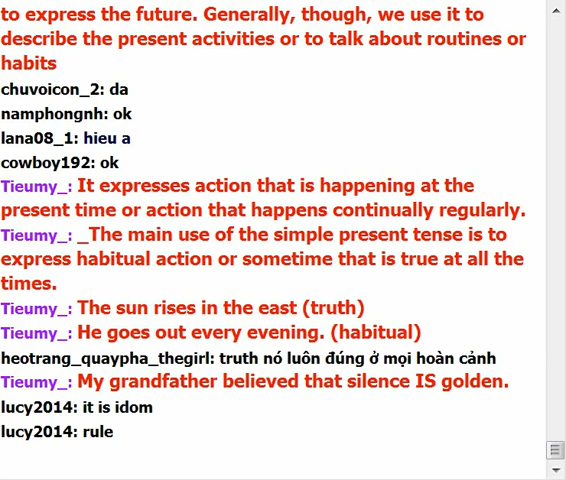 to express the future. Generally, though, we use it to
describe the present activities or to talk about routines or
habits
chuvoicon_2: da
namphongnh: ok
lana08_1: hieu a
cowboy192: ok
Tieumy_: It expresses action that is happening at the
present time or action that happens continually regularly.
Tieumy_: _The main use of the simple present tense is to
express habitual action or sometime that is true at all the
times.
Tieumy_: The sun rises in the east (truth)
Tieumy_: He goes out every evening. (habitual)
heotrang_quaypha_thegirl: truth nó luôn đúng ở mọi hoàn cảnh
Tieumy_: My grandfather believed that silence IS golden.
lucy2014: it is idom
lucy2014: rule